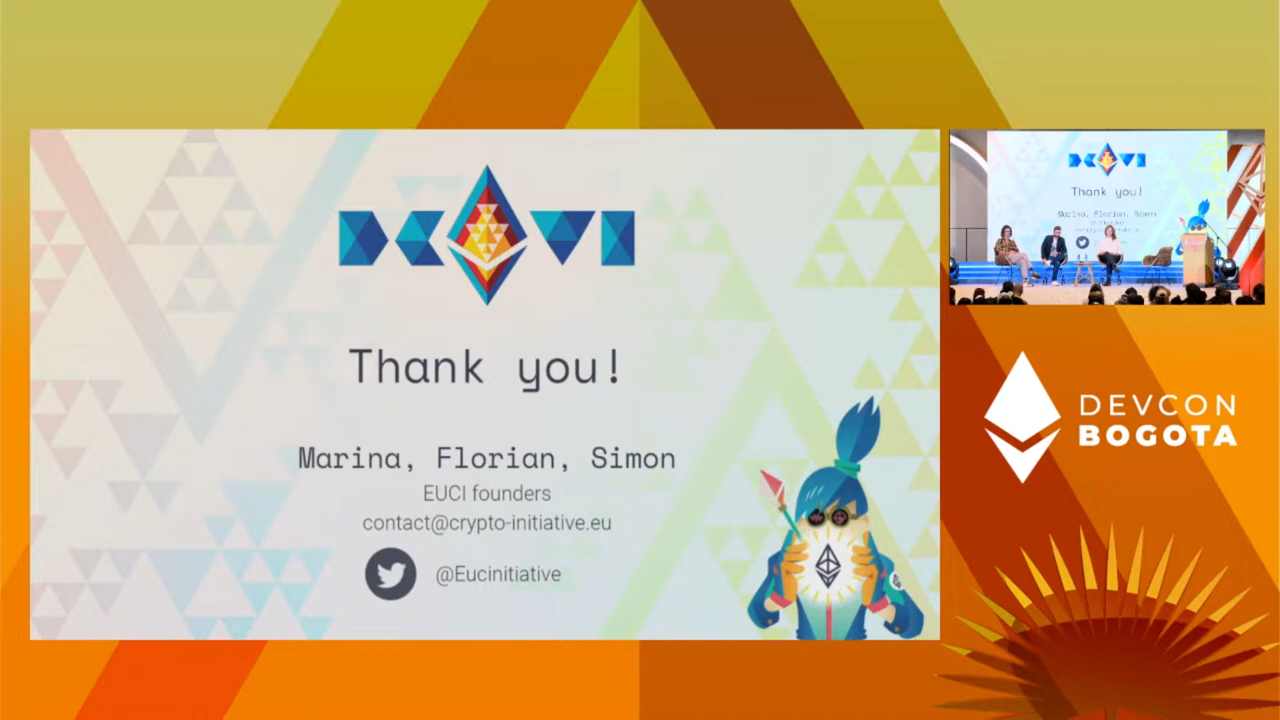 Thank you!
Marina, Florian, Simon
EUCI founders
contact@crypto-initiative.eu
@Eucinitiative
Thank you!
Marina, Florian, Simon
DEVCON
BOGOTA